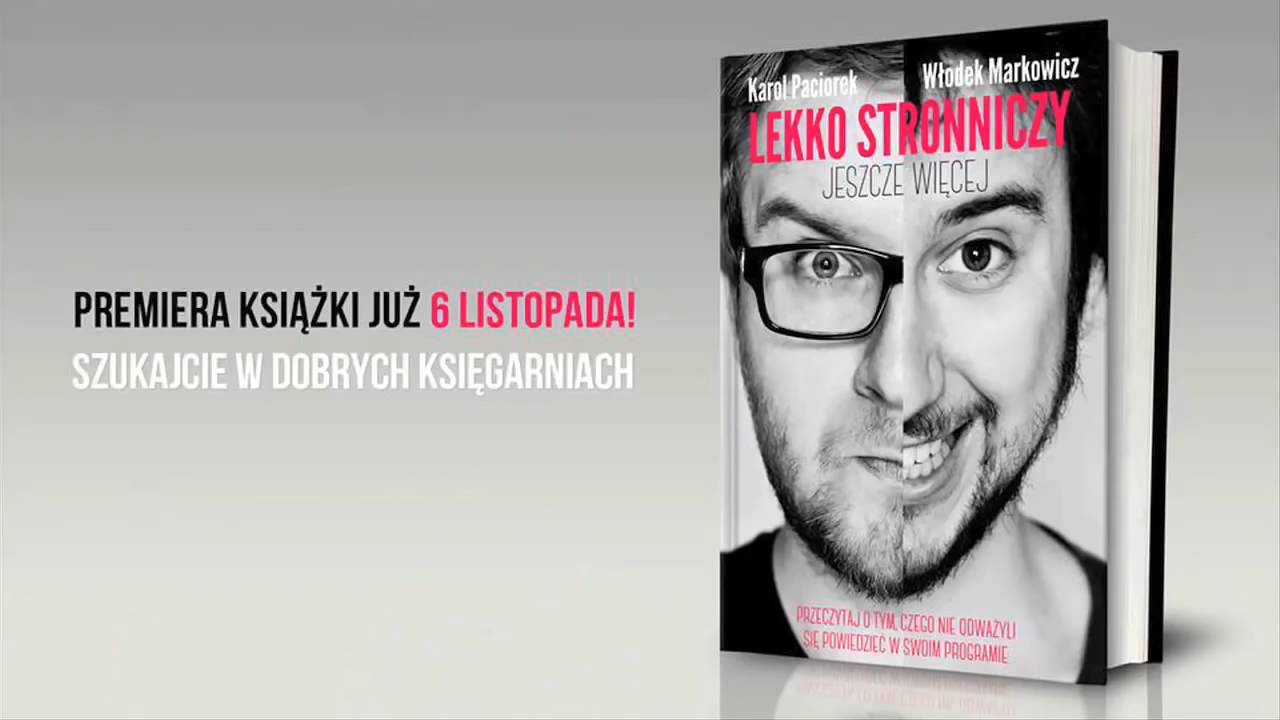 PREMIERA KSIĄŻKI JUŻ 6 LISTOPADA!
SZUKAJCIE W DOBRYCH KSIĘGARNIACH
Karol Paciorek
Włodek Markowicz
LEKKO STRONNICZY
JESZCZE WIĘCEJ
PRZECZYTAJ O TYM, CZEGO NIE ODWAŻYLI
SIĘ POWIEDZIEĆ W SWOIM PROGRAMIE